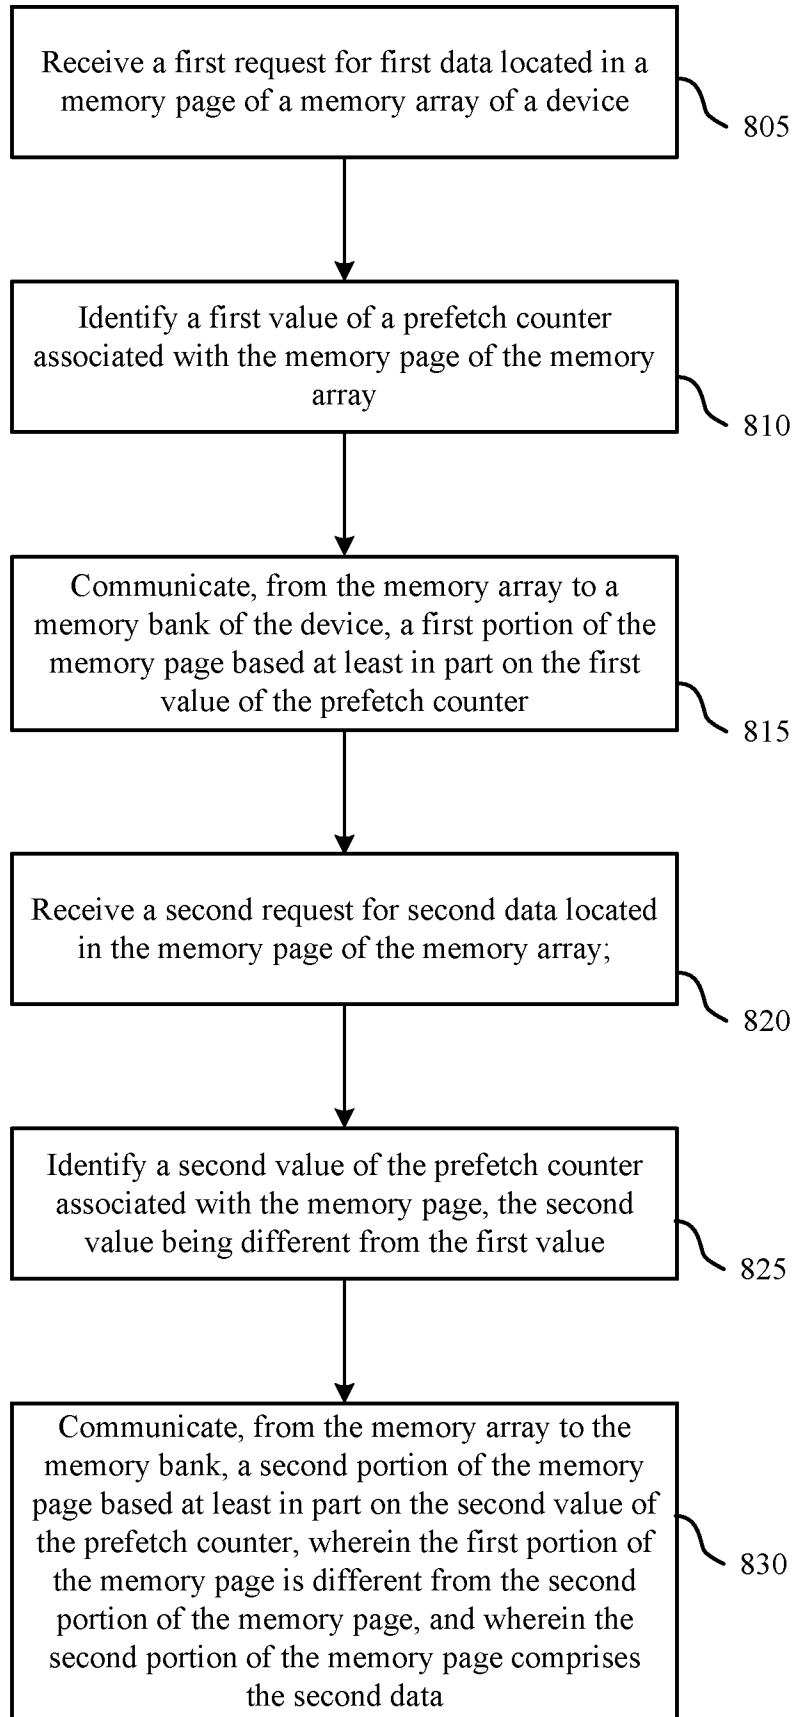 Receive a first request for first data located in a
memory page of a memory array of a device
805
Identify a first value of a prefetch counter
associated with the memory page of the memory
array
810
Communicate, from the memory array to a
memory bank of the device, a first portion of the
memory page based at least in part on the first
value of the prefetch counter
815
Receive a second request for second data located
in the memory page of the memory array;
820
Identify a second value of the prefetch counter
associated with the memory page, the second
value being different from the first value
825
Communicate, from the memory array to the
memory bank, a second portion of the memory
page based at least in part on the second value of
the prefetch counter, wherein the first portion of
the memory page is different from the second
portion of the memory page, and wherein the
second portion of the memory page comprises
the second data
830